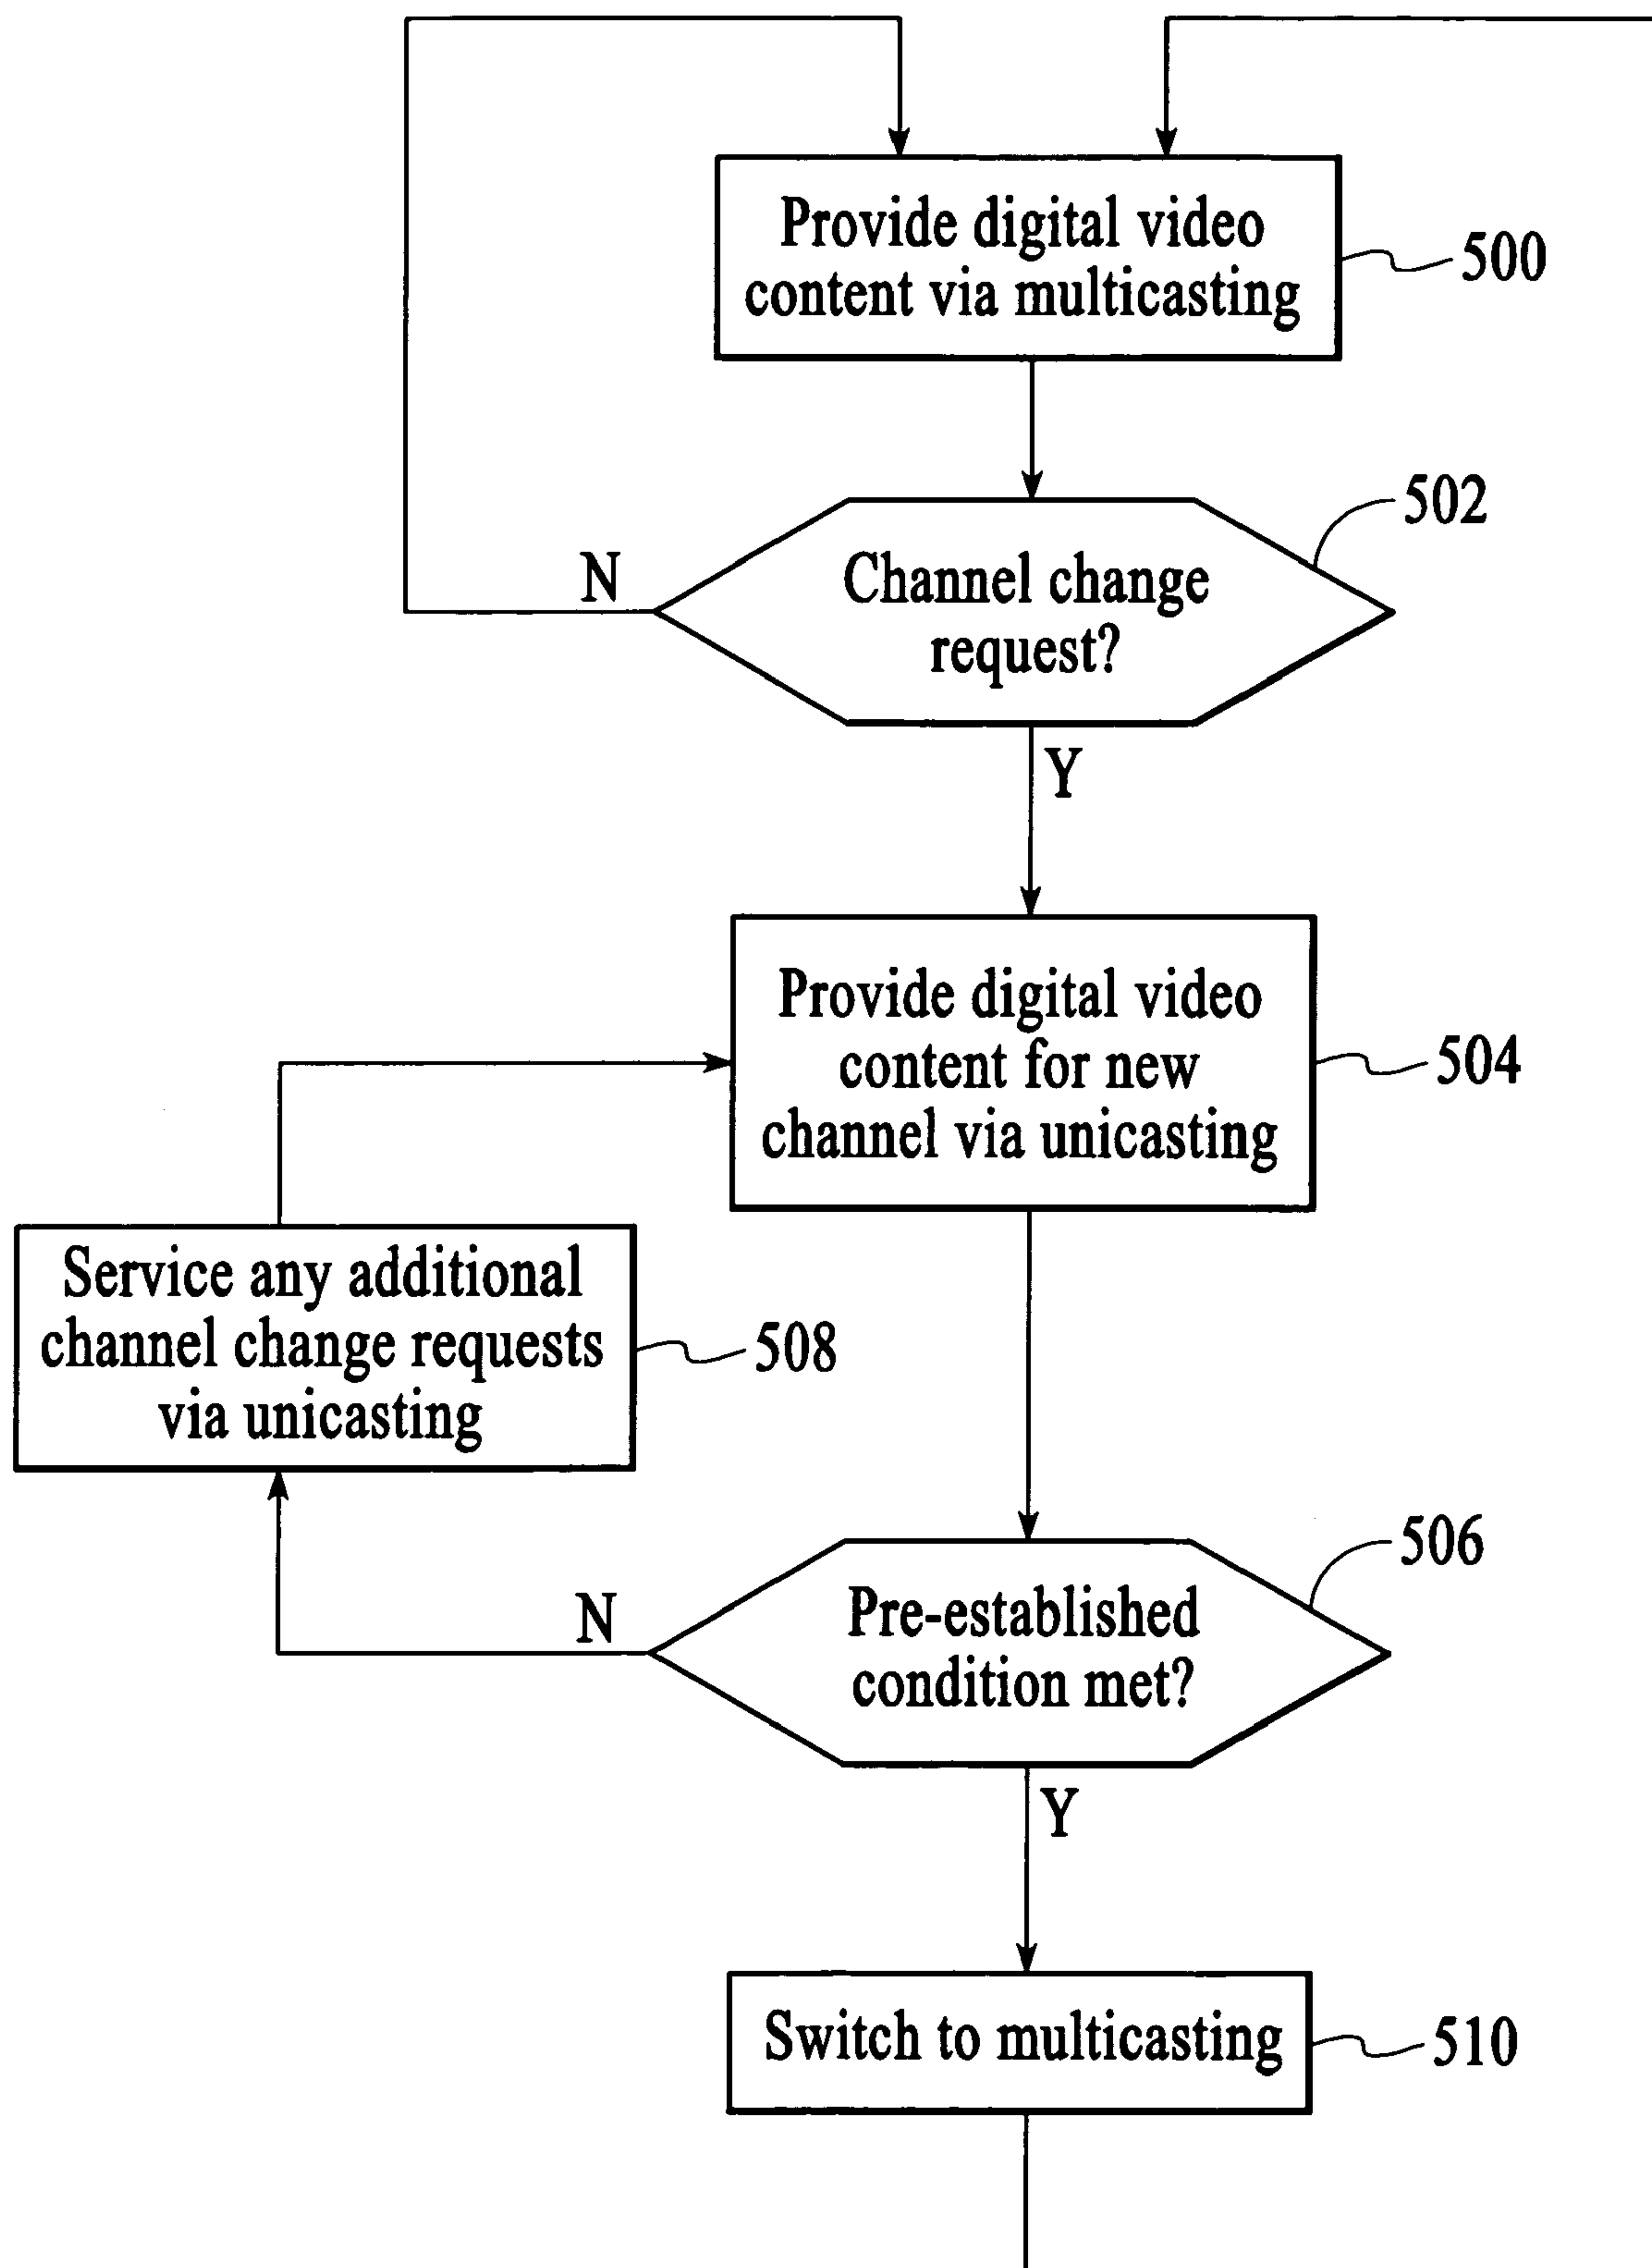 Provide digital video
content via multicasting
500
502
Channel change
request?
N
Y
Provide digital video
content for new
channel via unicasting
504
Service any additional
channel change requests
via unicasting
508
506
Pre-established
condition met?
N
Y
Switch to multicasting
510